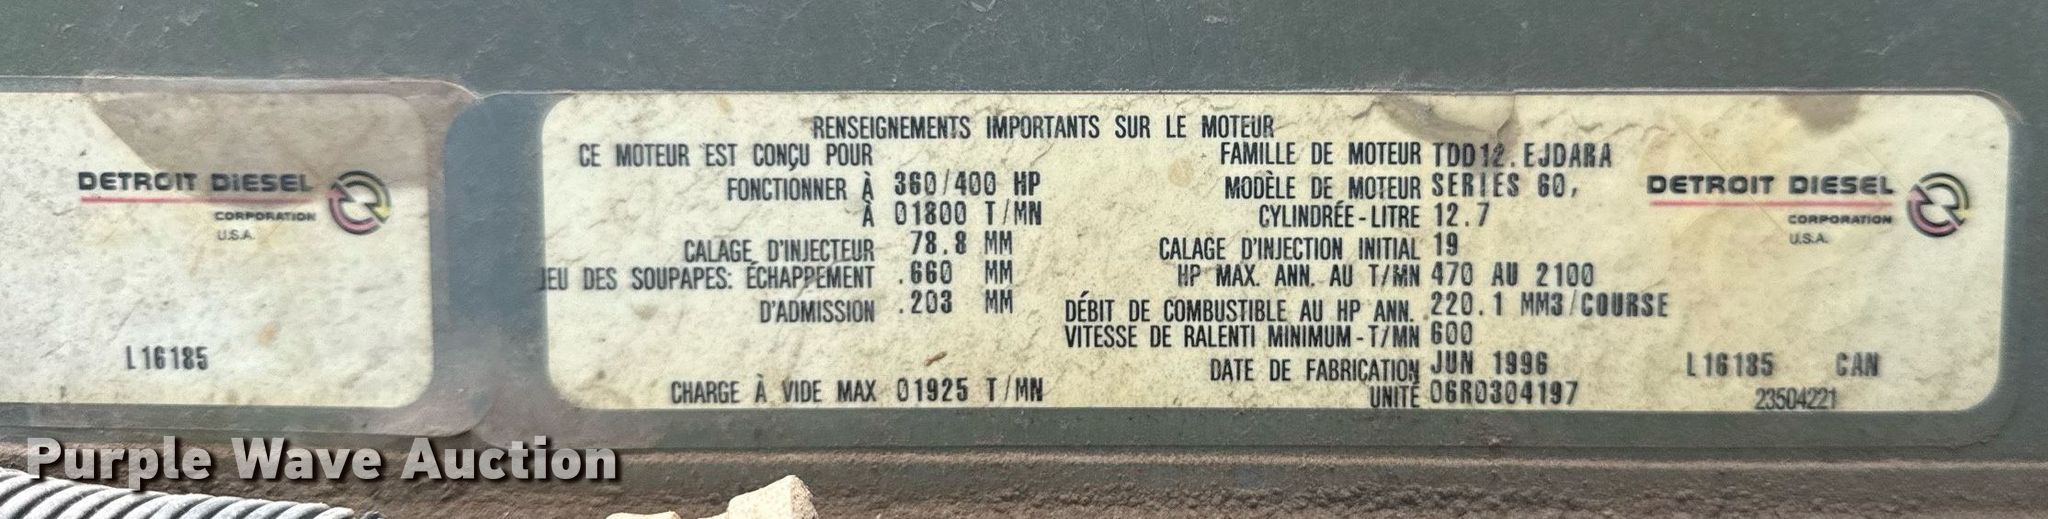 DETROIT DIESEL
CORPORATION
U.S.A.
L16185
RENSEIGNEMENTS IMPORTANTS SUR LE MOTEUR
CE MOTEUR EST CONÇU POUR
FONCTIONNER À 360/400 HP
À 01800 T/MN
CALAGE D'INJECTEUR 78.8 MM
JEU DES SOUPAPES: ÉCHAPPEMENT .660 MM
D'ADMISSION .203 MM
CHARGE À VIDE MAX 01925 T/MN
FAMILLE DE MOTEUR TDD12.EJDARA
MODÈLE DE MOTEUR SERIES 60,
CYLINDRÉE-LITRE 12.7
CALAGE D'INJECTION INITIAL 19
HP MAX. ANN. AU T/MN 470 AU 2100
DÉBIT DE COMBUSTIBLE AU HP ANN. 220.1 MM3/COURSE
VITESSE DE RALENTI MINIMUM-T/MN 600
DATE DE FABRICATION JUN 1996
UNITÉ 06R0304197
DETROIT DIESEL
CORPORATION
U.S.A.
L16185 CAN
23504221
Purple Wave Auction